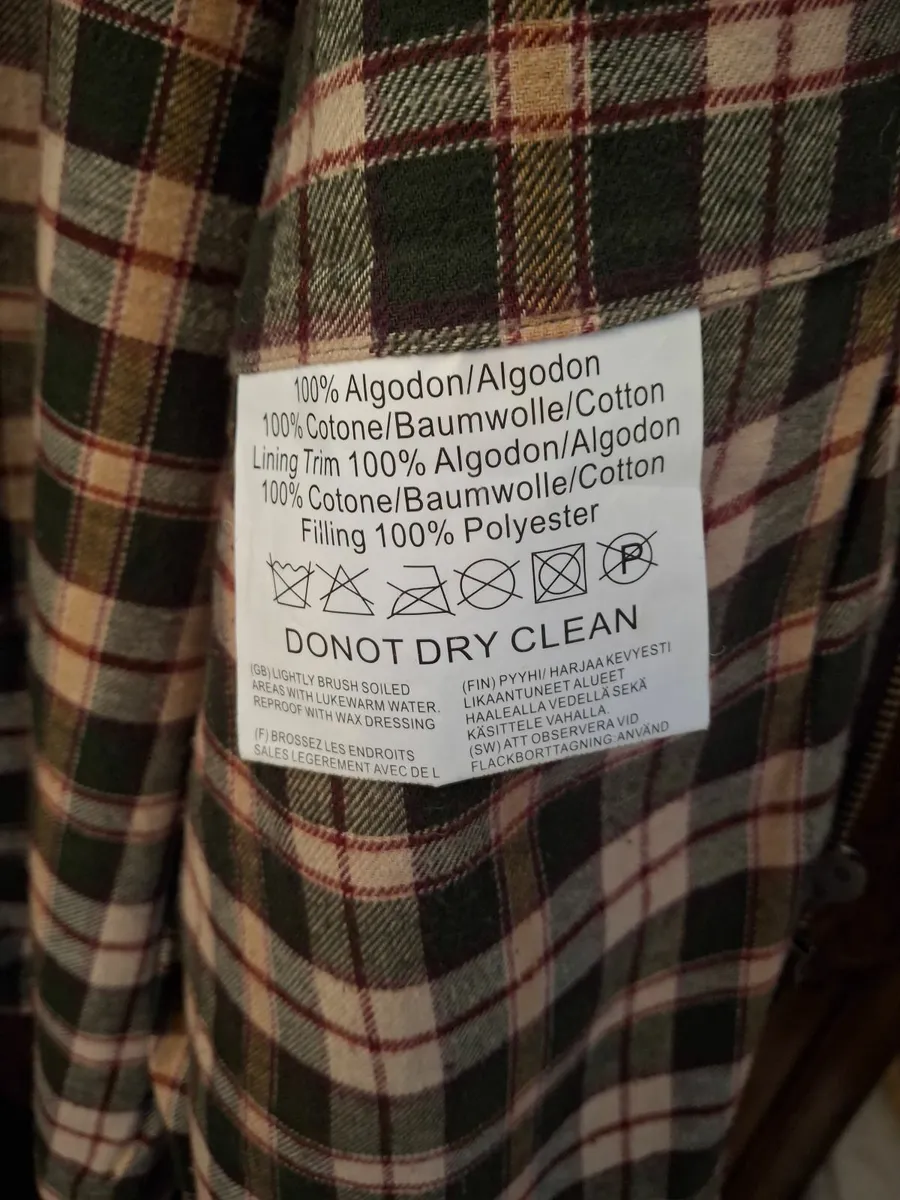 100% Algodon/Algodon
100% Cotone/Baumwolle/Cotton
Lining Trim 100% Algodon/Algodon
100% Cotone/Baumwolle/Cotton
Filling 100% Polyester
P
DONOT DRY CLEAN
(GB) LIGHTLY BRUSH SOILED
AREAS WITH LUKEWARM WATER.
REPROOF WITH WAX DRESSING
(F) BROSSEZ LES ENDROITS
SALES LEGEREMENT AVEC DE L
(FIN) PYYHI/ HARJAA KEVYESTI
LIKAANTUNEET ALUEET
HAALEALLA VEDELLÄ SEKÄ
KÄSITTELE VAHALLA.
(SW) ATT OBSERVERA VID
FLACKBORTTAGNING:ANVÄND